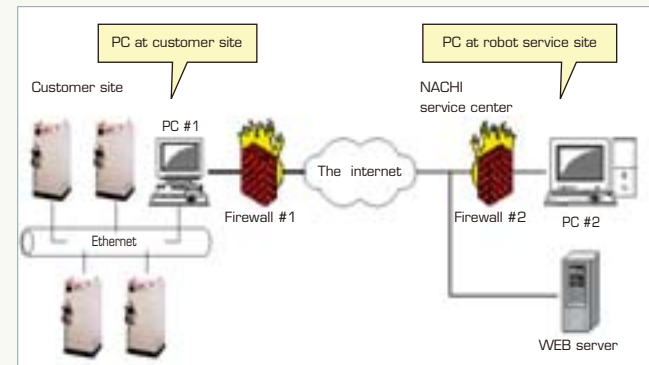 PC at customer site
PC at robot service site
Customer site
NACHI
service center
PC #1
The internet
Firewall #1
Firewall #2
PC #2
Ethernet
WEB server